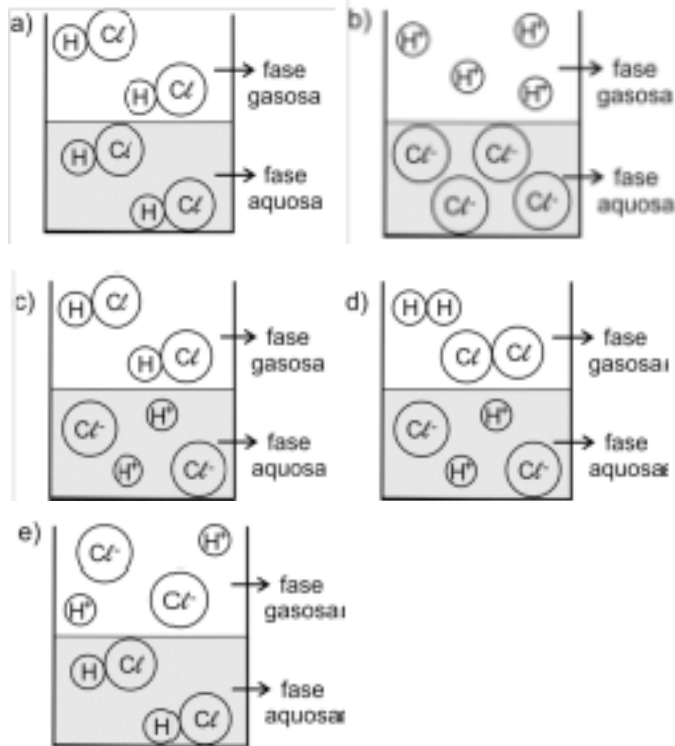 a)
H Cl
H Cl
fase
gasosa
H Cl
H Cl
fase
aquosa
b)
H⁺ H⁺
H⁺ H⁺
fase
gasosa
Cl⁻ Cl⁻
Cl⁻ Cl⁻
fase
aquosa
c)
H Cl
H Cl
fase
gasosa
Cl⁻ H⁺
H⁺ Cl⁻
fase
aquosa
d)
H H
Cl Cl
fase
gasosa
Cl⁻ H⁺
H⁺ Cl⁻
fase
aquosa
e)
Cl⁻ H⁺
H⁺ Cl⁻
fase
gasosa
H Cl
H Cl
fase
aquosa